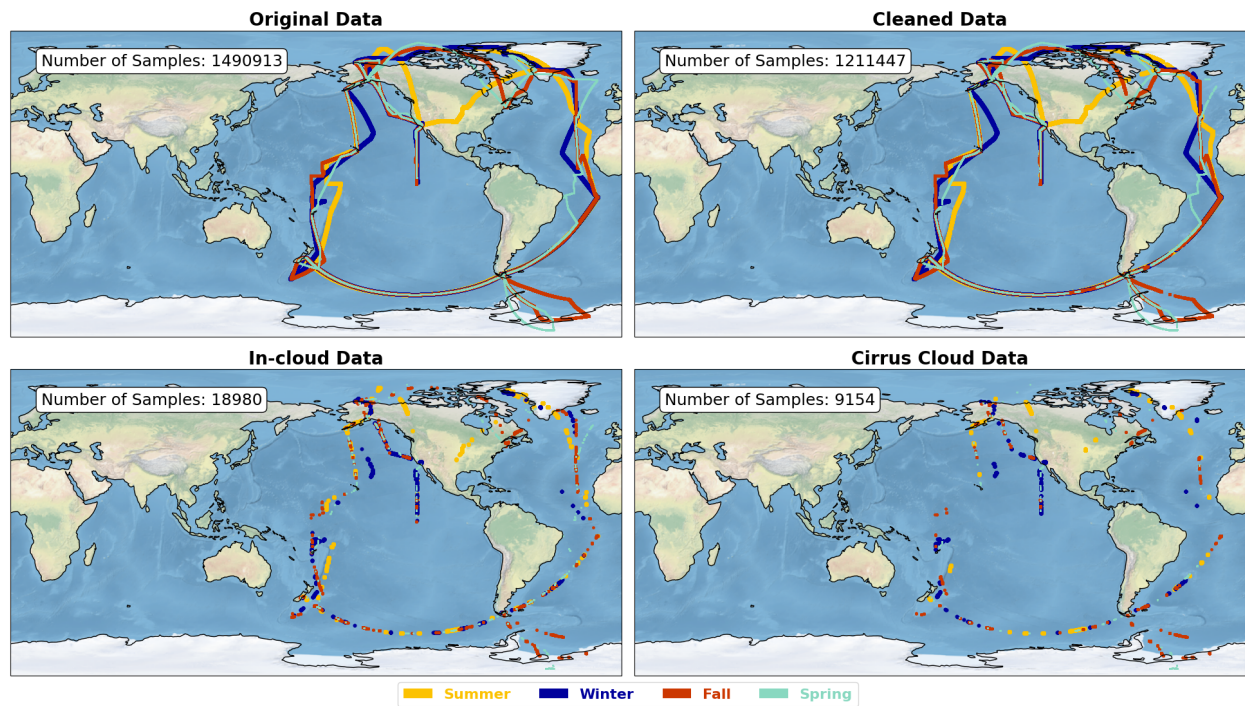 Original Data
Cleaned Data
Number of Samples: 1490913
Number of Samples: 1211447
In-cloud Data
Cirrus Cloud Data
Number of Samples: 18980
Number of Samples: 9154
Summer Winter Fall Spring